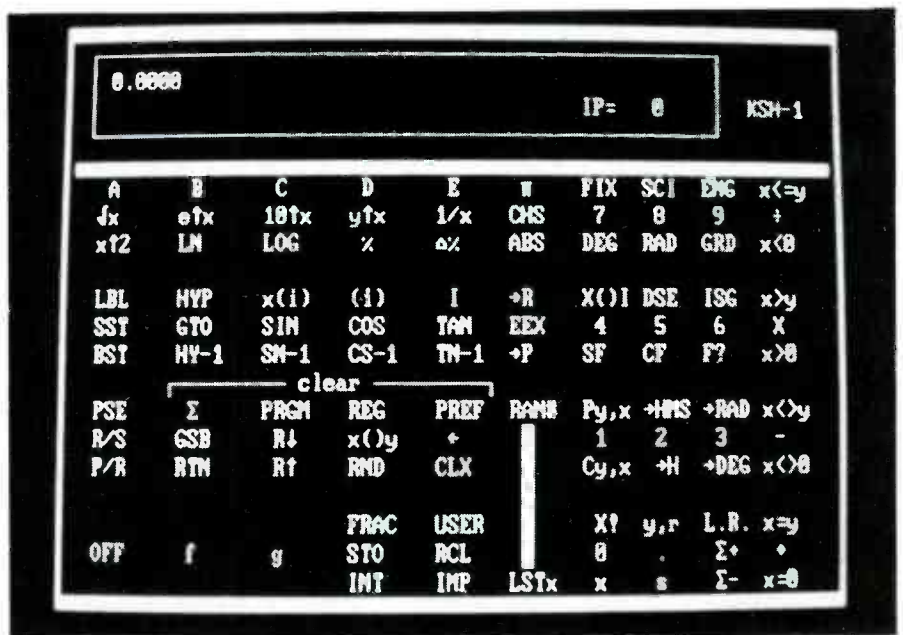 0.0000
IP= 0 KSH-1
A B C D E FIX SCI ENG x<=y
√x e↑x 10↑x y↑x 1/x CHS 7 8 9 ÷
x↑2 LN LOG % Δ% ABS DEG RAD GRD x<0
LBL HYP x(i) (i) I →R X()I DSE ISG x>y
SST GTO SIN COS TAN EEX 4 5 6 X
BST HY-1 SN-1 CS-1 TN-1 →P SF CF F? x>0
clear
PSE Σ PRGM REG PREF RAN# Py,x →HMS →RAD x<>y
R/S GSB R↓ x()y ← 1 2 3 -
P/R RTN R↑ RND CLX Cy,x →H →DEG x<>0
FRAC USER X! y,r L.R. x=y
OFF f g STO RCL 0 . Σ+ +
INT IMP LSTx x s Σ- x=0